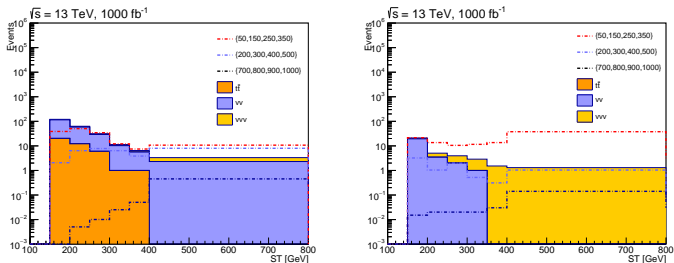 √s = 13 TeV, 1000 fb⁻¹
Events
10⁶
10⁵
10⁴
10³
10²
10
1
10⁻¹
10⁻²
10⁻³
(50,150,250,350)
(200,300,400,500)
(700,800,900,1000)
tt̄
vv
vvv
100 200 300 400 500 600 700 800
ST [GeV]
√s = 13 TeV, 1000 fb⁻¹
Events
10⁶
10⁵
10⁴
10³
10²
10
1
10⁻¹
10⁻²
10⁻³
(50,150,250,350)
(200,300,400,500)
(700,800,900,1000)
tt̄
vv
vvv
100 200 300 400 500 600 700 800
ST [GeV]